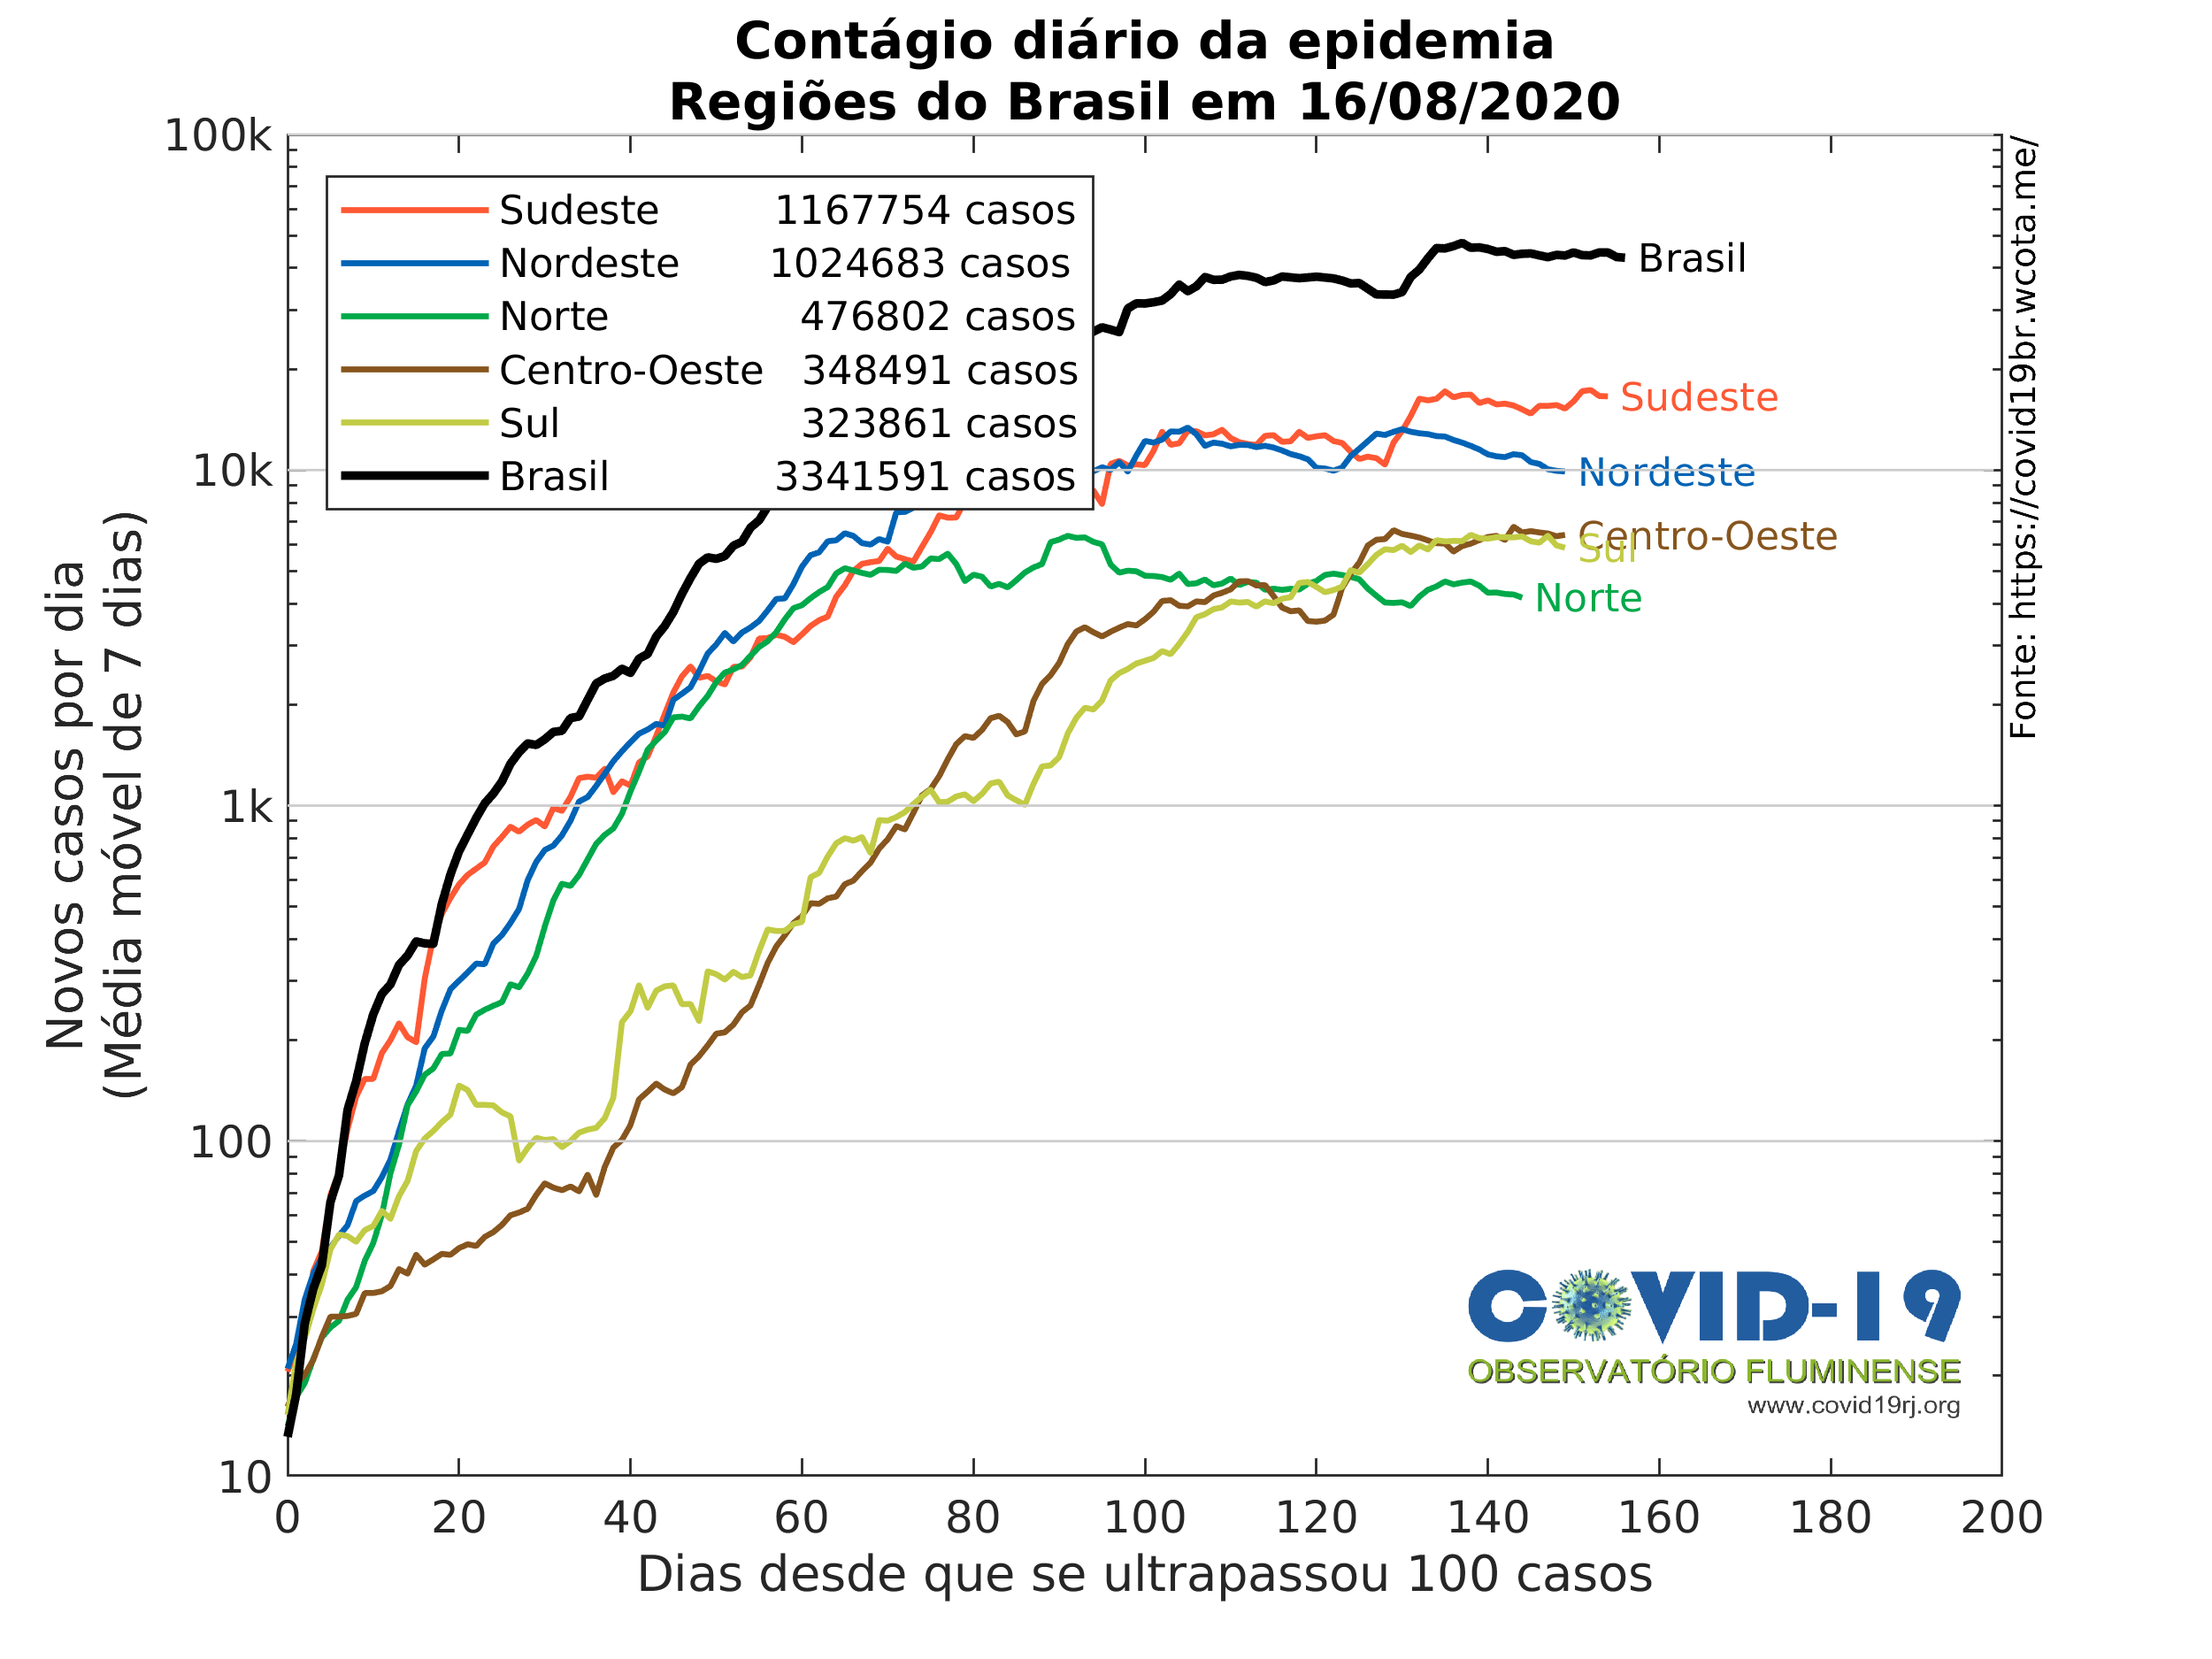 Contágio diário da epidemia
Regiões do Brasil em 16/08/2020
Novos casos por dia
(Média móvel de 7 dias)
100k
10k
1k
100
10
Sudeste 1167754 casos
Nordeste 1024683 casos
Norte 476802 casos
Centro-Oeste 348491 casos
Sul 323861 casos
Brasil 3341591 casos
Brasil
Sudeste
Nordeste
Centro-Oeste
Sul
Norte
Fonte: https://covid19br.wcota.me/
COVID-19
OBSERVATÓRIO FLUMINENSE
www.covid19rj.org
0 20 40 60 80 100 120 140 160 180 200
Dias desde que se ultrapassou 100 casos